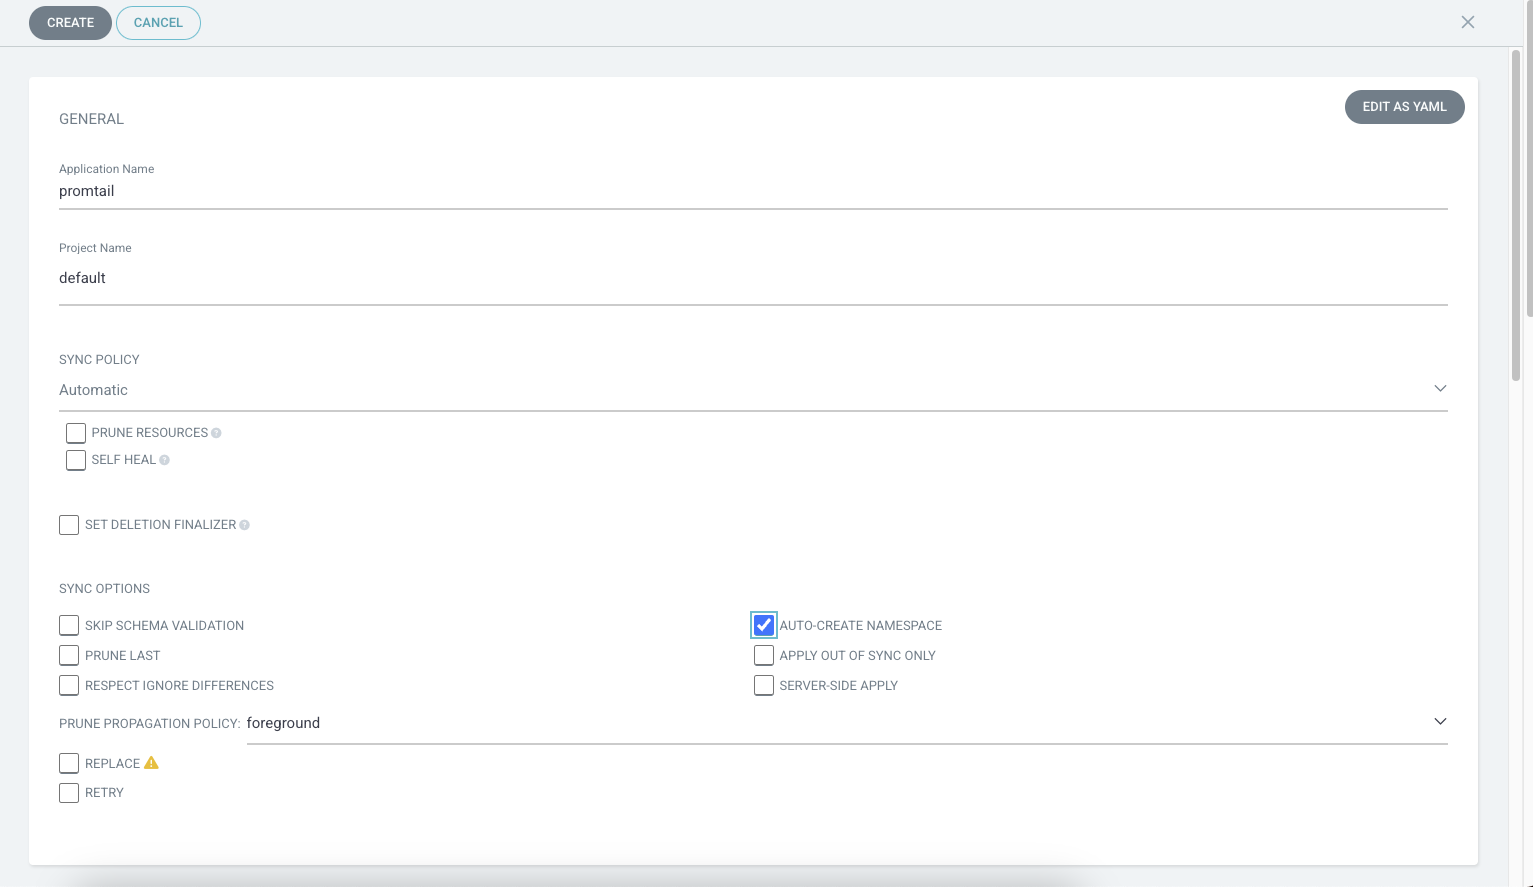 CREATE CANCEL
EDIT AS YAML
GENERAL
Application Name
promtail
Project Name
default
SYNC POLICY
Automatic
PRUNE RESOURCES
SELF HEAL
SET DELETION FINALIZER
SYNC OPTIONS
SKIP SCHEMA VALIDATION AUTO-CREATE NAMESPACE
PRUNE LAST APPLY OUT OF SYNC ONLY
RESPECT IGNORE DIFFERENCES SERVER-SIDE APPLY
PRUNE PROPAGATION POLICY: foreground
REPLACE
RETRY